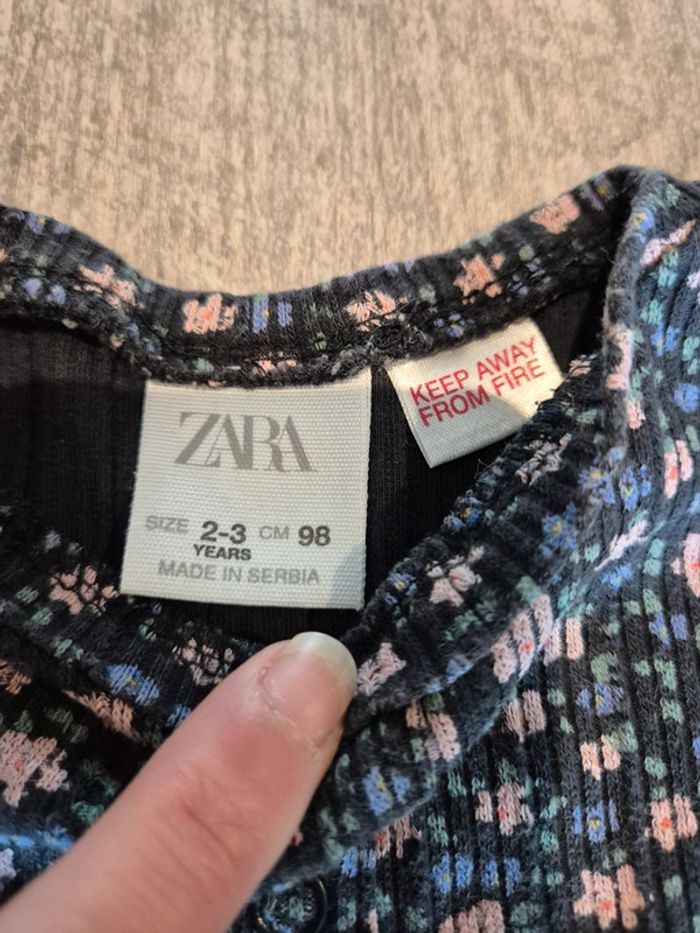 ZARA
SIZE 2-3 CM 98
YEARS
MADE IN SERBIA
KEEP AWAY
FROM FIRE